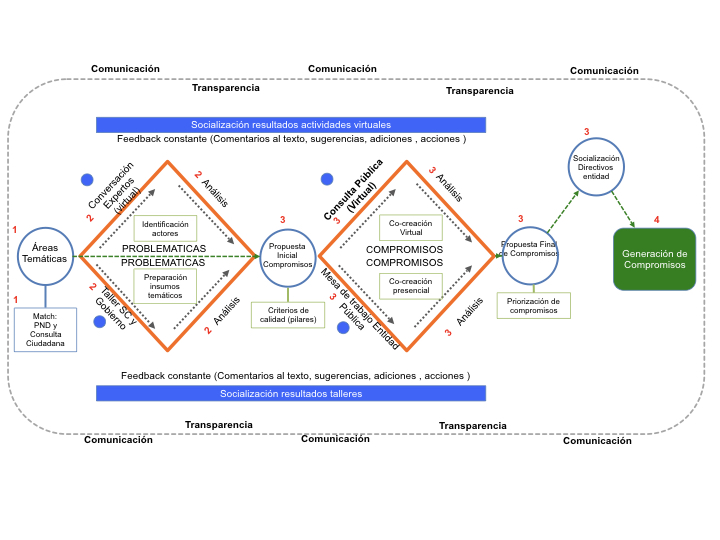 Comunicación
Comunicación
Comunicación
Transparencia
Transparencia
Socialización resultados actividades virtuales
Feedback constante (Comentarios al texto, sugerencias, adiciones , acciones )
1
Áreas
Temáticas
1
Match:
PND y
Consulta
Ciudadana
2
Conversación
Expertos
(virtual)
2
Análisis
Identificación
actores
PROBLEMATICAS
PROBLEMATICAS
Preparación
insumos
temáticos
2
Taller SC y
Gobierno
2
Análisis
3
Propuesta
Inicial
Compromisos
Criterios de
calidad (pilares)
3
Consulta Pública
(Virtual)
3
Análisis
Co-creación
Virtual
COMPROMISOS
COMPROMISOS
Co-creación
presencial
3
Mesa de trabajo Entidad
Pública
3
Análisis
3
Propuesta Final
de Compromisos
Priorización de
compromisos
3
Socialización
Directivos
entidad
4
Generación de
Compromisos
Feedback constante (Comentarios al texto, sugerencias, adiciones , acciones )
Socialización resultados talleres
Transparencia
Transparencia
Comunicación
Comunicación
Comunicación